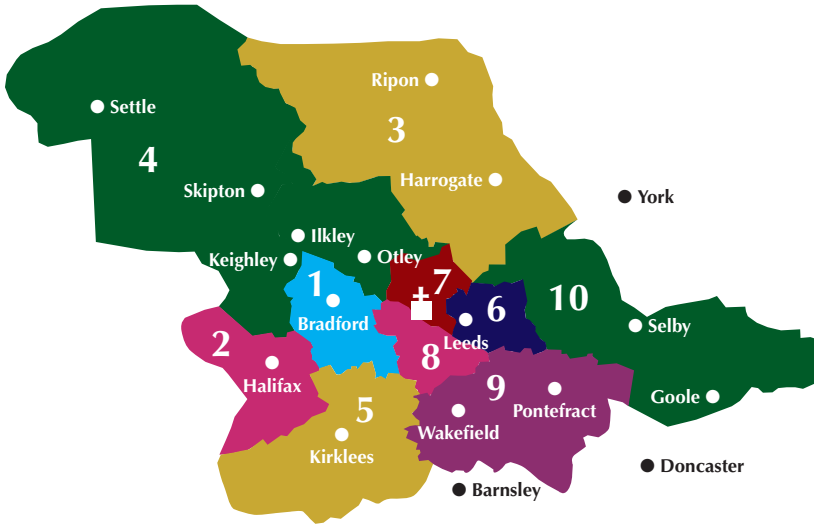 Ripon
3
Settle
4
Harrogate
Skipton
York
Ilkley
Keighley
Otley
1
7
10
6
Bradford
Selby
2
Leeds
8
Halifax
9
Goole
5
Pontefract
Wakefield
Kirklees
Doncaster
Barnsley